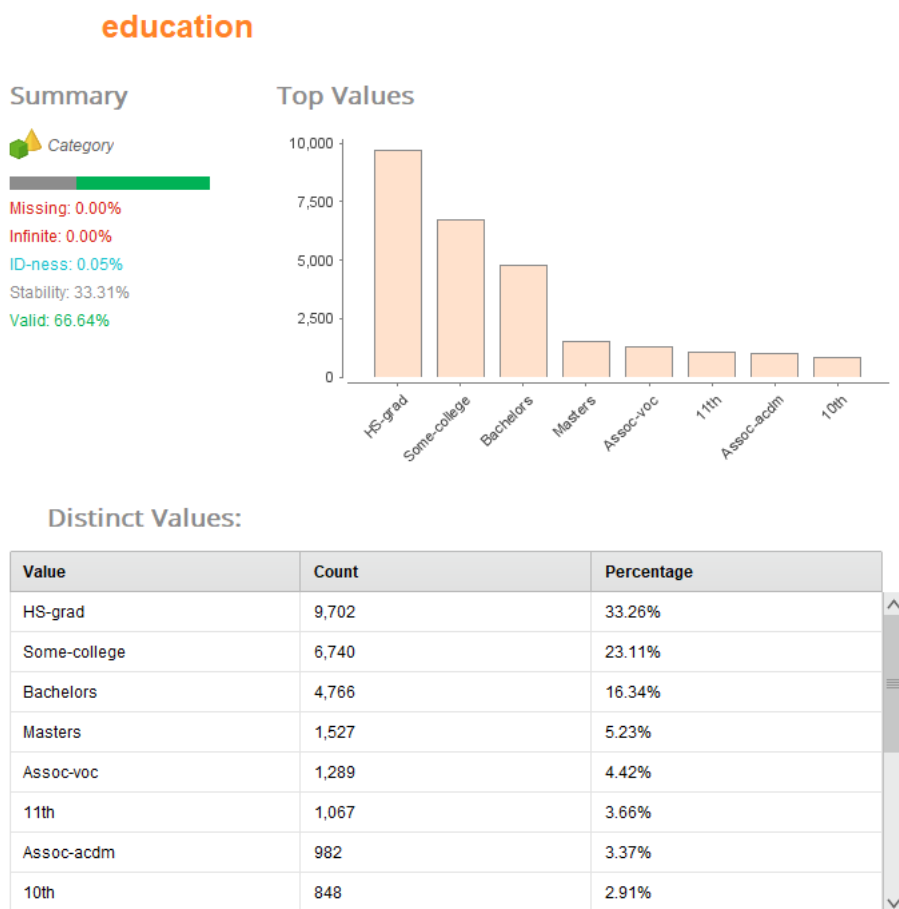 education
Summary
Top Values
Category
Missing: 0.00%
Infinite: 0.00%
ID-ness: 0.05%
Stability: 33.31%
Valid: 66.64%
10,000
7,500
5,000
2,500
0
HS-grad
Some-college
Bachelors
Masters
Assoc-voc
11th
Assoc-acdm
10th
Distinct Values:
Value Count Percentage
HS-grad 9,702 33.26%
Some-college 6,740 23.11%
Bachelors 4,766 16.34%
Masters 1,527 5.23%
Assoc-voc 1,289 4.42%
11th 1,067 3.66%
Assoc-acdm 982 3.37%
10th 848 2.91%